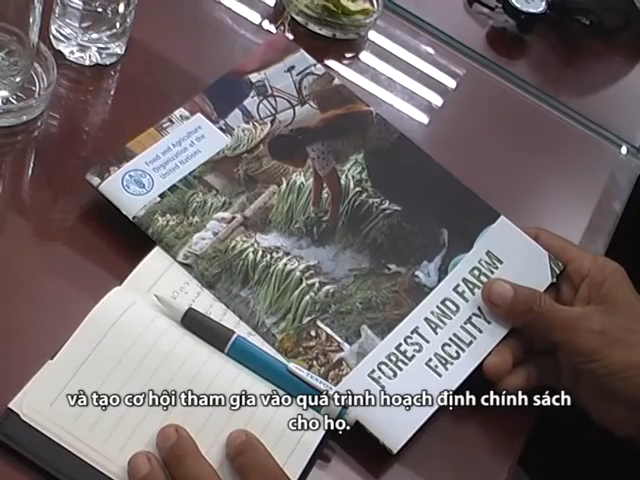 Food and Agriculture
Organization of the
United Nations
FOREST AND FARM
FACILITY
và tạo cơ hội tham gia vào quá trình hoạch định chính sách
cho họ.